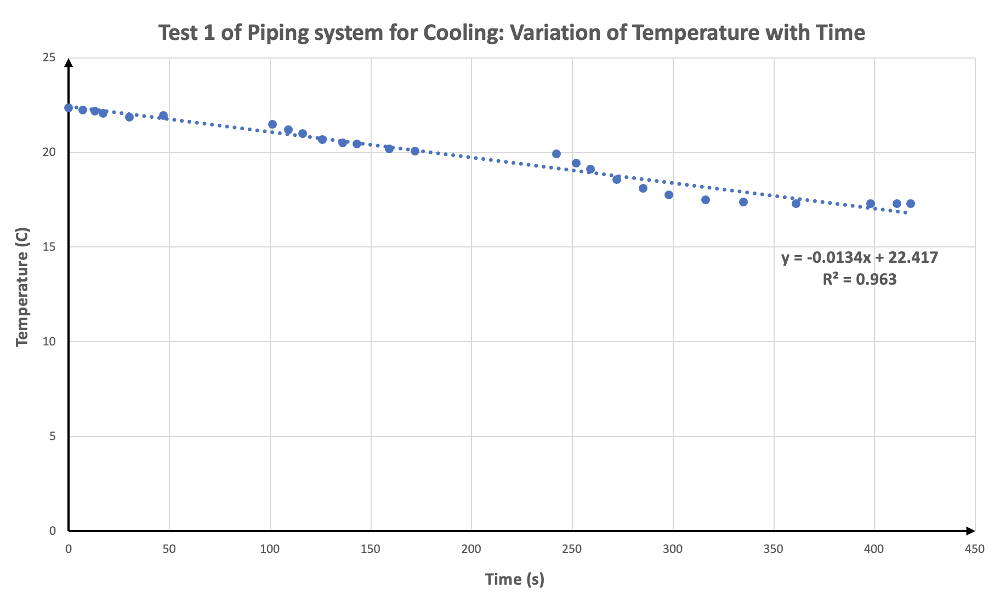 Test 1 of Piping system for Cooling: Variation of Temperature with Time
25
20
15
10
5
0
Temperature (C)
y = -0.0134x + 22.417
R² = 0.963
0 50 100 150 200 250 300 350 400 450
Time (s)